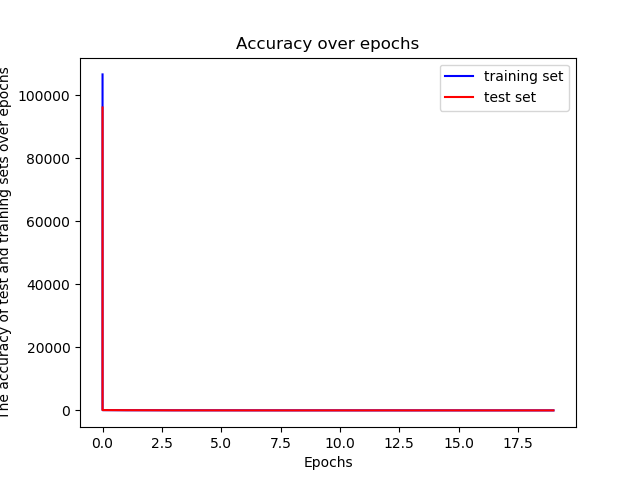 Accuracy over epochs
The accuracy of test and training sets over epochs
100000
80000
60000
40000
20000
0
training set
test set
0.0 2.5 5.0 7.5 10.0 12.5 15.0 17.5
Epochs